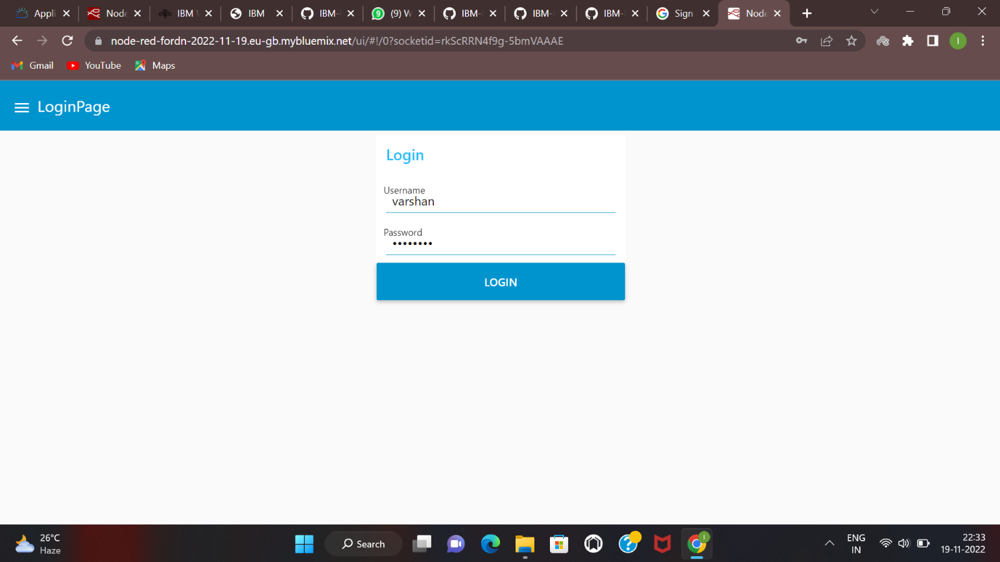 Appli
Node
IBM W
IBM
IBM-
(9) W
IBM-
IBM-
IBM-
Sign
Node
node-red-fordn-2022-11-19.eu-gb.mybluemix.net/ui/#!/0?socketid=rkScRRN4f9g-5bmVAAAE
I
Gmail
YouTube
Maps
LoginPage
Login
Username
varshan
Password
••••••••
LOGIN
26°C
Haze
Search
ENG
IN
22:33
19-11-2022